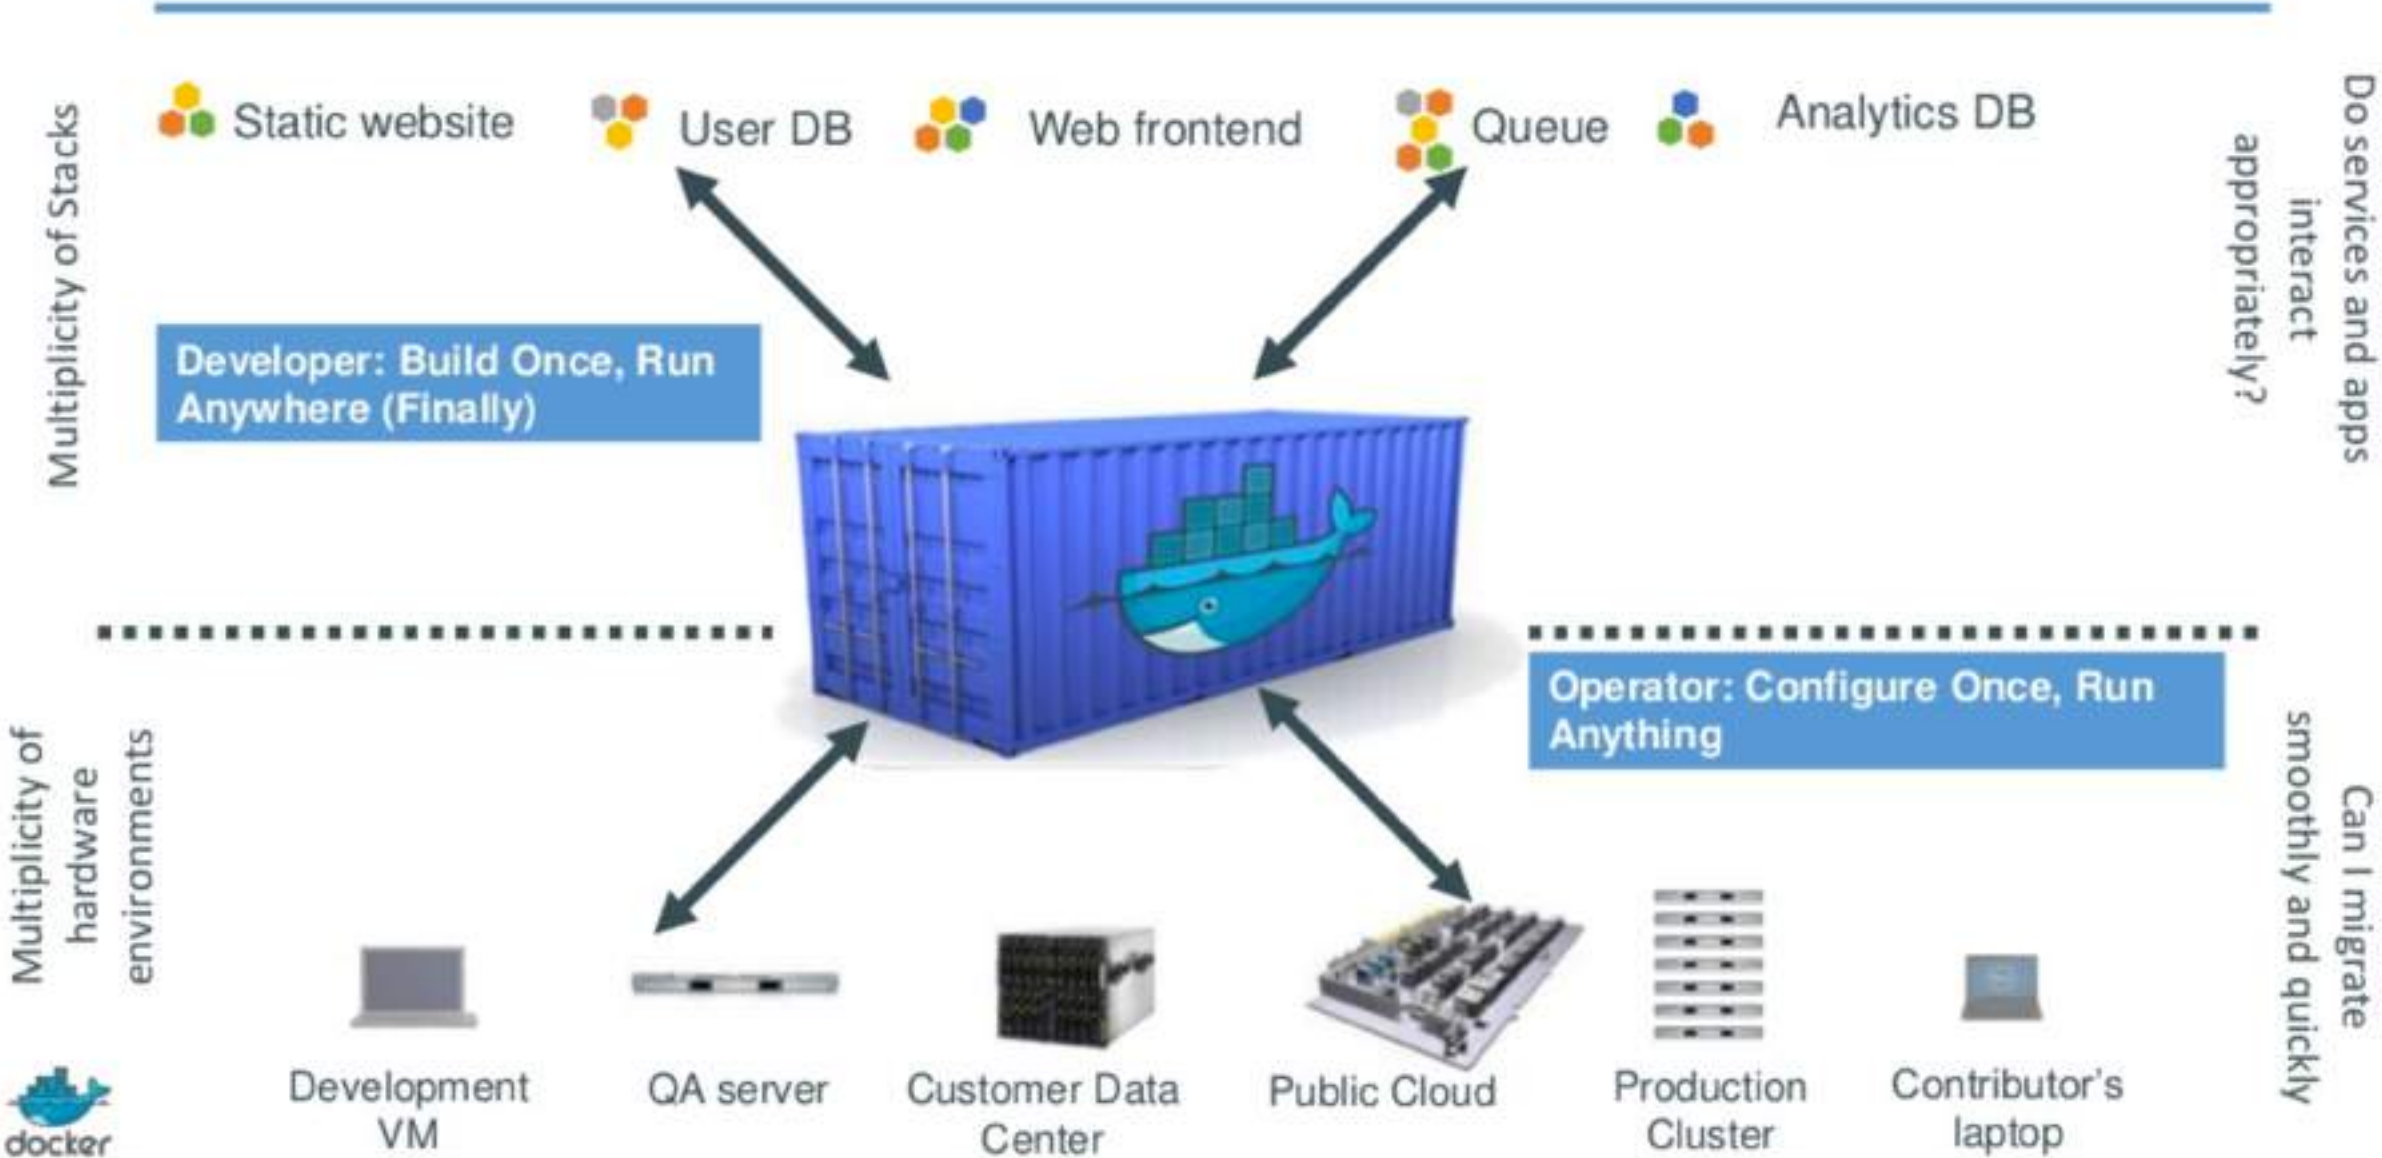 Static website
User DB
Web frontend
Queue
Analytics DB
Multiplicity of Stacks
Do services and apps
interact
appropriately?
Developer: Build Once, Run
Anywhere (Finally)
Operator: Configure Once, Run
Anything
Multiplicity of
hardware
environments
Can I migrate
smoothly and quickly
Development
VM
QA server
Customer Data
Center
Public Cloud
Production
Cluster
Contributor's
laptop
docker